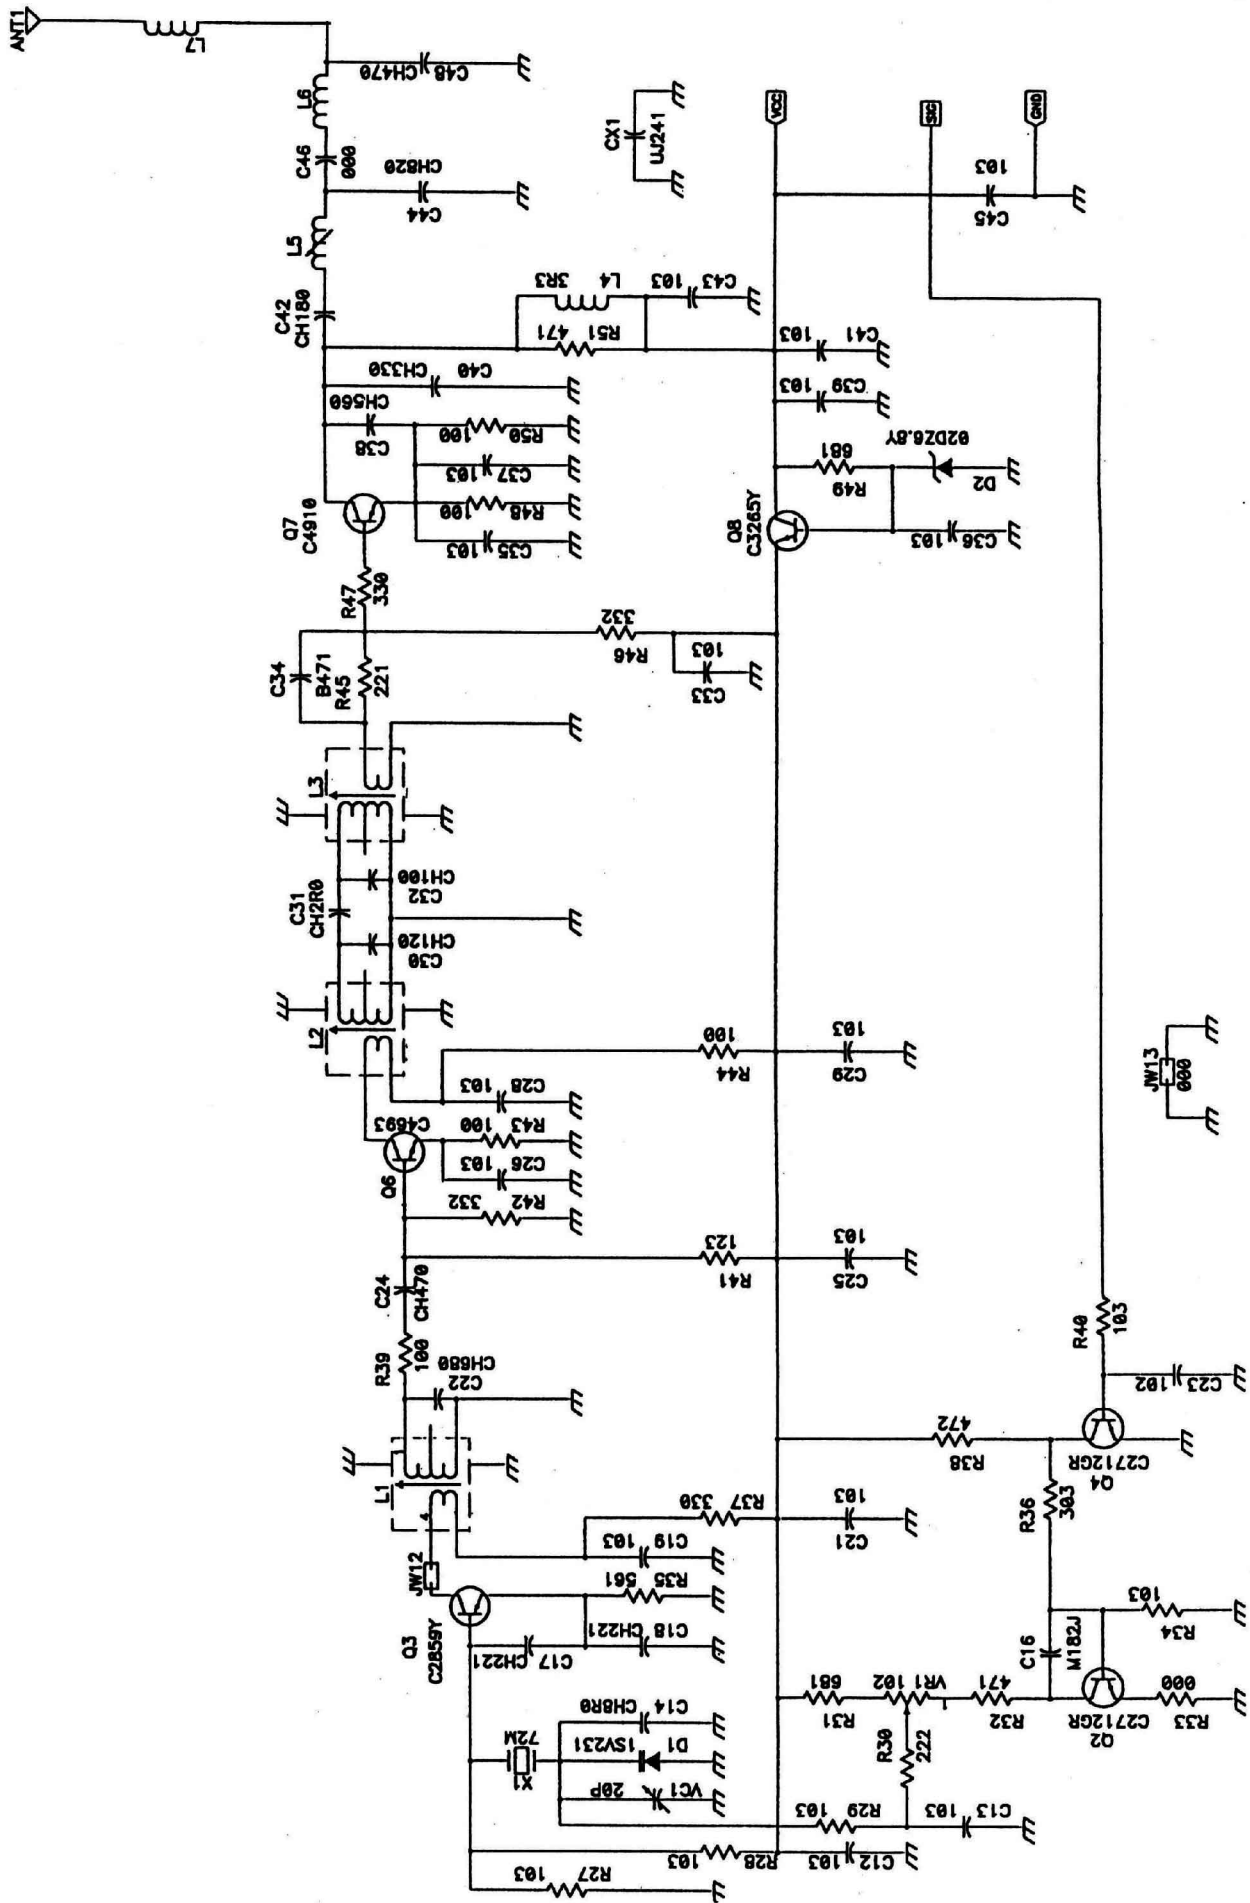 ANT1
L7
C48
CH470
L6
C46
000
C44
CH820
L5
C42
CH180
CX1
UJ241
VCC
SIG
GND
C45
103
3R3
L4
R51
471
C43
103
C41
103
C39
103
C40
CH330
C38
CH560
R50
100
C37
103
R48
100
C35
103
Q7
C4910
R49
681
02DZ6.8Y
D2
Q8
C3265Y
C36
103
R47
330
C34
B471
R45
221
R46
332
C33
103
L3
C32
CH100
C31
CH2R0
C30
CH120
L2
R44
100
C29
103
C28
103
R43
100
C26
103
R42
332
C4693
Q6
JW13
000
R41
123
C25
103
C24
CH470
R39
100
C22
CH680
L1
1
4
R40
103
C23
102
Q4
C2712GR
R38
472
R36
303
R37
330
C21
103
C19
103
R35
561
C18
CH221
C17
CH221
JW12
Q3
C2859Y
C16
M182J
R34
103
Q2
C2712GR
R33
000
R32
471
VR1 102
1
R31
681
R30
222
X1
72M
C14
CH8R0
D1
1SV231
VC1
20P
R29
103
C13
103
C12
103
R28
103
R27
103